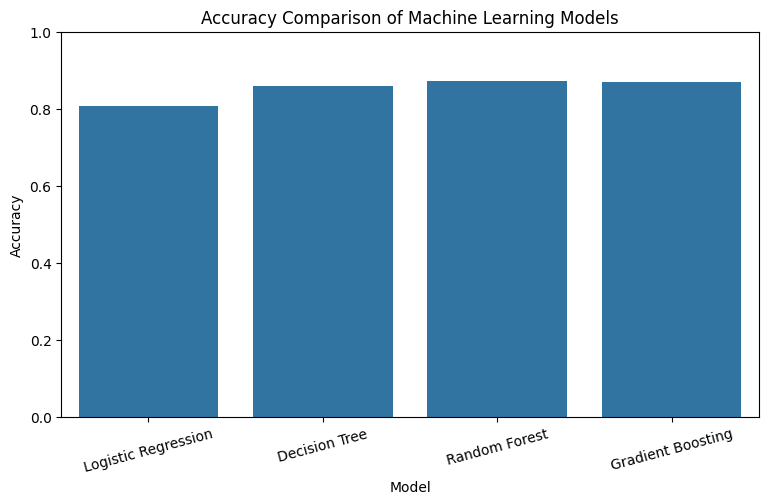 Accuracy Comparison of Machine Learning Models
1.0
0.8
0.6
0.4
0.2
0.0
Accuracy
Logistic Regression
Decision Tree
Random Forest
Gradient Boosting
Model